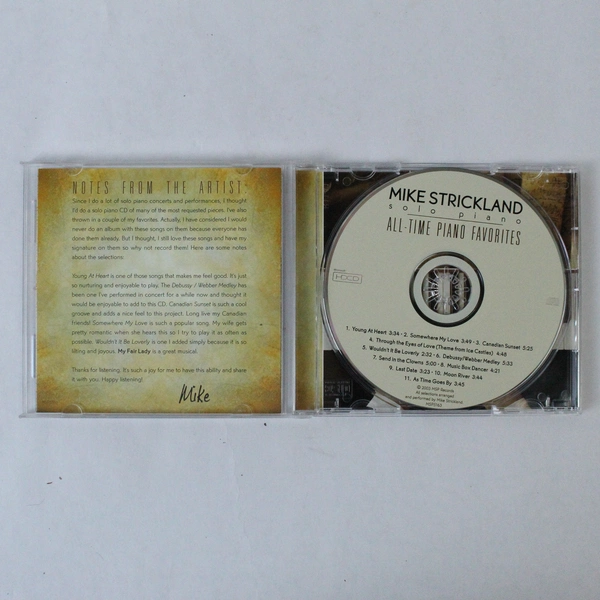 NOTES FROM THE ARTIST:
Since I do a lot of solo piano concerts and performances, I thought
I'd do a solo piano CD of many of the most requested pieces. I've also
thrown in a couple of my favorites. Actually, I have considered I would
never do an album with these songs on them because everyone has
done them already. But I thought, I still love these songs and have my
signature on them so why not record them! Here are some notes
about the selections:
Young At Heart is one of those songs that makes me feel good. It's just
so nurturing and enjoyable to play. The Debussy / Webber Medley has
been one I've performed in concert for a while now and thought it
would be enjoyable to add to this CD. Canadian Sunset is such a cool
groove and adds a nice feel to this project. Long live my Canadian
friends! Somewhere My Love is such a popular song. My wife gets
pretty romantic when she hears this so I try to play it as often as
possible. Wouldn't It Be Loverly is one I added simply because it is so
lilting and joyous. My Fair Lady is a great musical.
Thanks for listening, It's such a joy for me to have this ability and share
it with you. Happy listening!
Mike
MIKE STRICKLAND
solo piano
ALL-TIME PIANO FAVORITES
HDCD
1. Young At Heart 3:34 • 2. Somewhere My Love 3:49 • 3. Canadian Sunset 5:25
4. Through the Eyes of Love (Theme from Ice Castles) 4:48
5. Wouldn't It Be Loverly 2:32 • 6. Debussy/Webber Medley 5:33
7. Send in the Clowns 5:00 • 8. Music Box Dancer 4:21
9. Last Date 3:23 • 10. Moon River 3:44
11. As Time Goes By 3:45
All selections arranged
and performed by Mike Strickland.